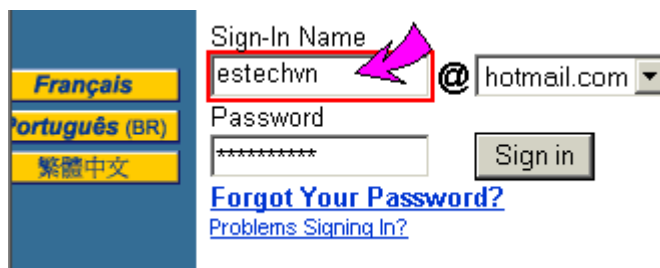 Sign-In Name
estechvn @ hotmail.com
Password
**********
Sign in
Forgot Your Password?
Problems Signing In?
Français
Português (BR)
繁體中文